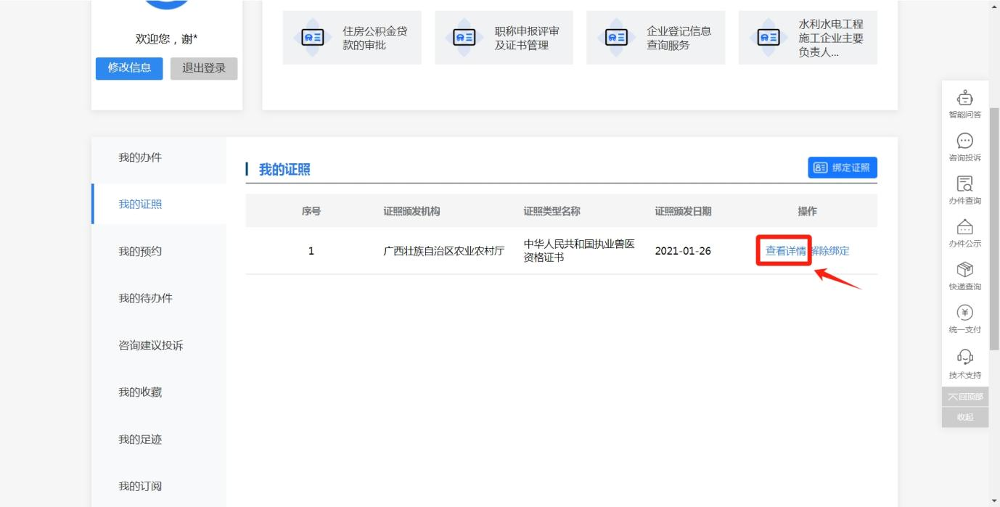 欢迎您，谢*
修改信息
退出登录
住房公积金贷
款的审批
职称申报评审
及证书管理
企业登记信息
查询服务
水利水电工程
施工企业主要
负责人...
我的办件
我的证照
我的预约
我的待办件
咨询建议投诉
我的收藏
我的足迹
我的订阅
我的证照
绑定证照
序号
证照颁发机构
证照类型名称
证照颁发日期
操作
1
广西壮族自治区农业农村厅
中华人民共和国执业兽医
资格证书
2021-01-26
查看详情
解除绑定
智能问答
咨询投诉
办件查询
办件公示
快递查询
统一支付
技术支持
回顶部
收起